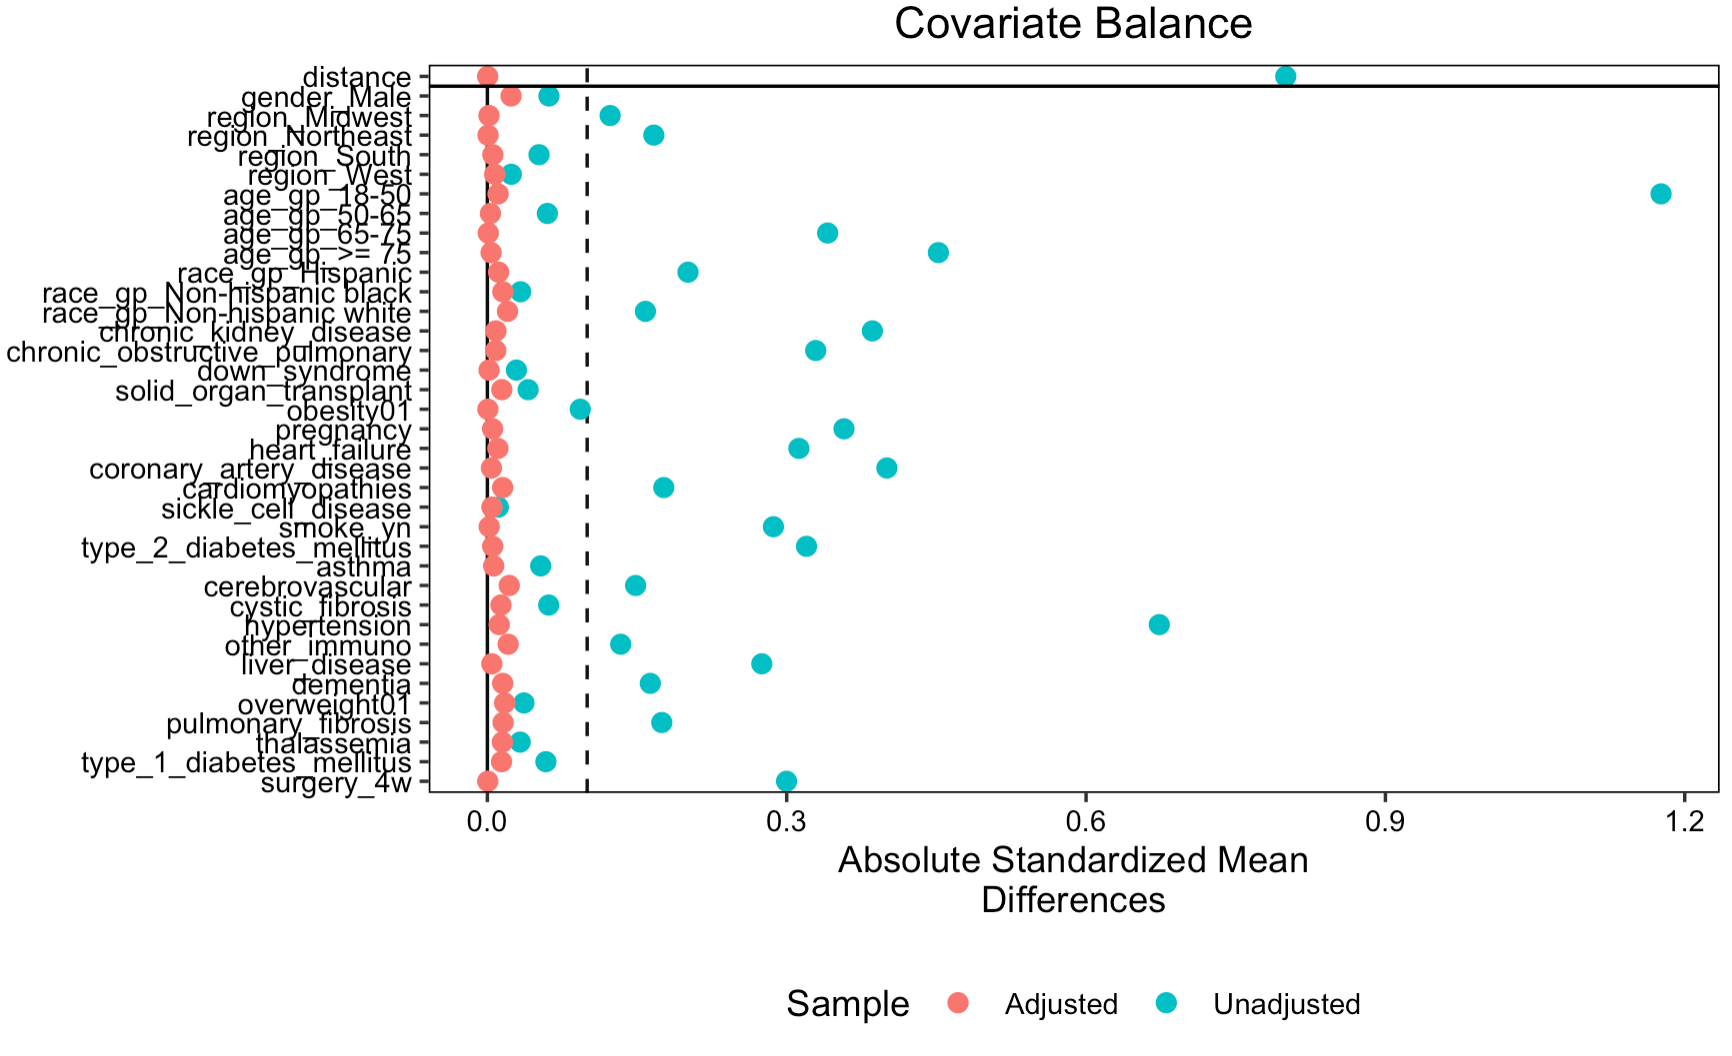 Covariate Balance
distance
gender_Male
region_Midwest
region_Northeast
region_South
region_West
age_gp_18-50
age_gp_50-65
age_gp_65-75
age_gp_>= 75
race_gp_Hispanic
race_gp_Non-hispanic black
race_gp_Non-hispanic white
chronic_kidney_disease
chronic_obstructive_pulmonary
down_syndrome
solid_organ_transplant
obesity01
pregnancy
heart_failure
coronary_artery_disease
cardiomyopathies
sickle_cell_disease
smoke_yn
type_2_diabetes_mellitus
asthma
cerebrovascular
cystic_fibrosis
hypertension
other_immuno
liver_disease
dementia
overweight01
pulmonary_fibrosis
thalassemia
type_1_diabetes_mellitus
surgery_4w
0.0 0.3 0.6 0.9 1.2
Absolute Standardized Mean
Differences
Sample Adjusted Unadjusted